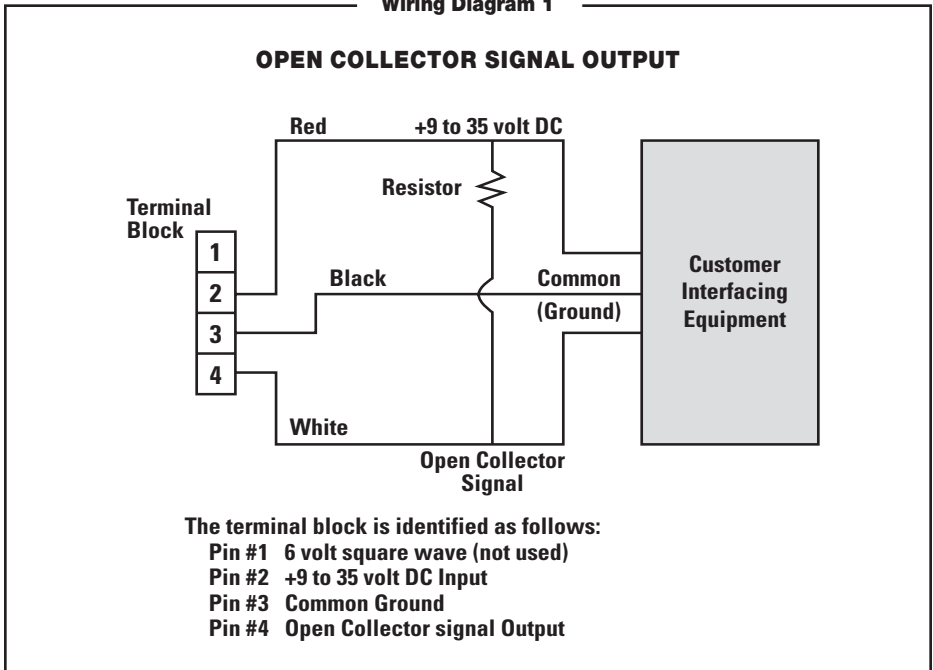 Wiring Diagram 1
OPEN COLLECTOR SIGNAL OUTPUT
Red
+9 to 35 volt DC
Resistor
Terminal
Block
1
2
3
4
Black
Common
(Ground)
Customer
Interfacing
Equipment
White
Open Collector
Signal
The terminal block is identified as follows:
Pin #1 6 volt square wave (not used)
Pin #2 +9 to 35 volt DC Input
Pin #3 Common Ground
Pin #4 Open Collector signal Output